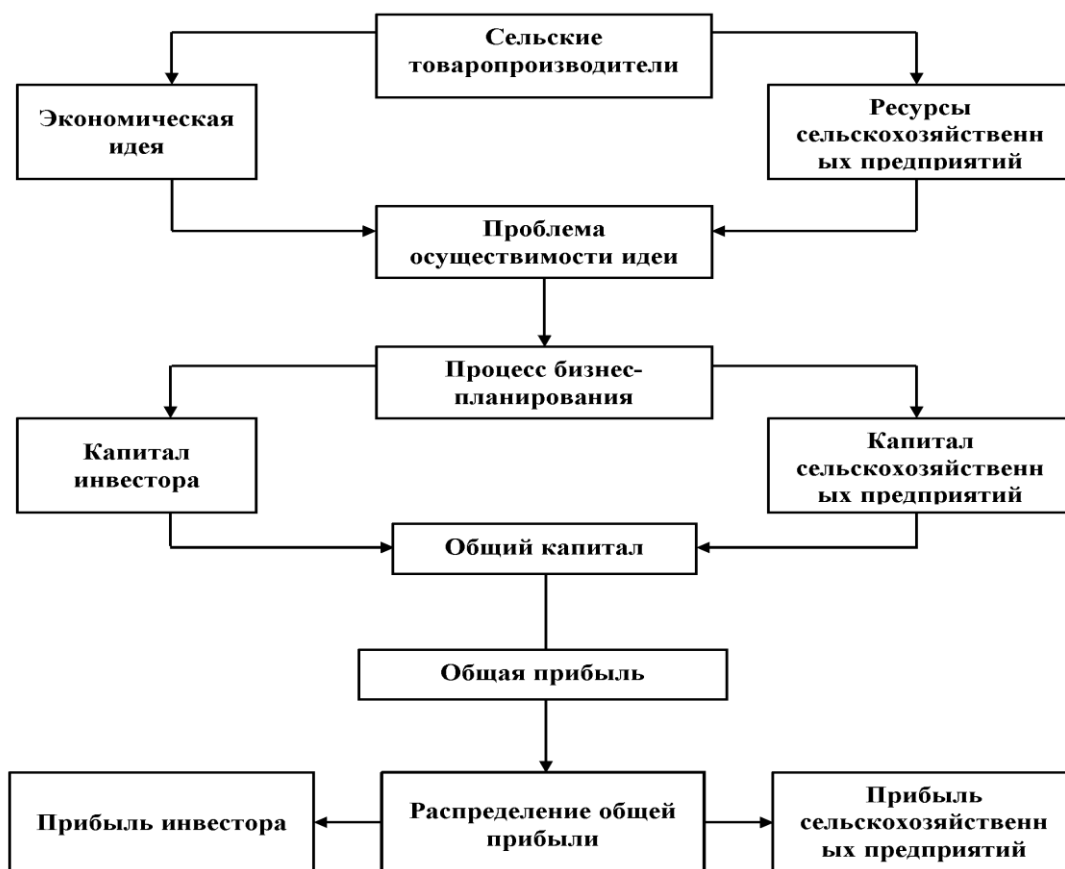 Сельские
товаропроизводители
Экономическая
идея
Ресурсы
сельскохозяйственн
ых предприятий
Проблема
осуществимости идеи
Процесс бизнес-
планирования
Капитал
инвестора
Капитал
сельскохозяйственн
ых предприятий
Общий капитал
Общая прибыль
Прибыль инвестора
Распределение общей
прибыли
Прибыль
сельскохозяйственн
ых предприятий